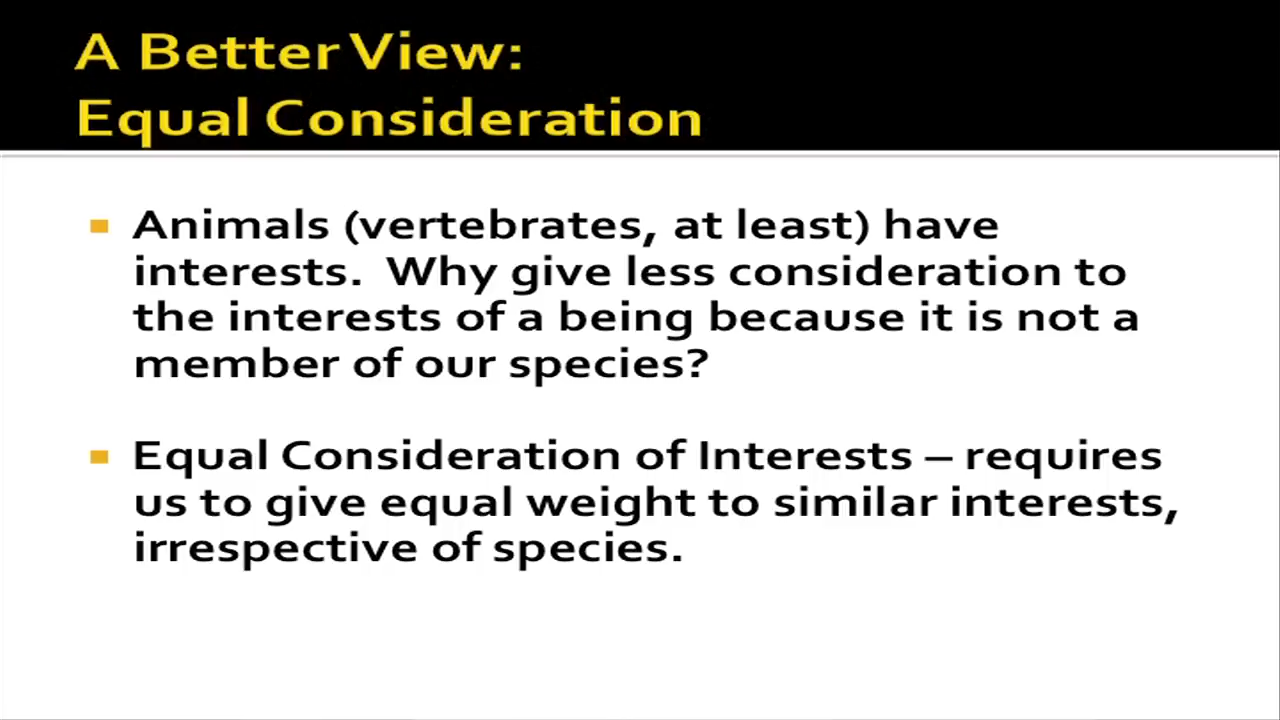 A Better View:
Equal Consideration
Animals (vertebrates, at least) have
interests.  Why give less consideration to
the interests of a being because it is not a
member of our species?
Equal Consideration of Interests – requires
us to give equal weight to similar interests,
irrespective of species.